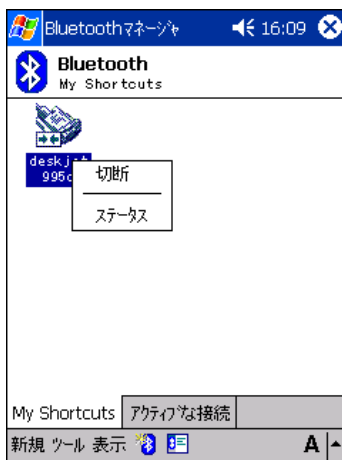 Bluetoothマネージャ 16:09
Bluetooth
My Shortcuts
deskjet
995c
切断
ステータス
My Shortcuts アクティブな接続
新規 ツール 表示 A